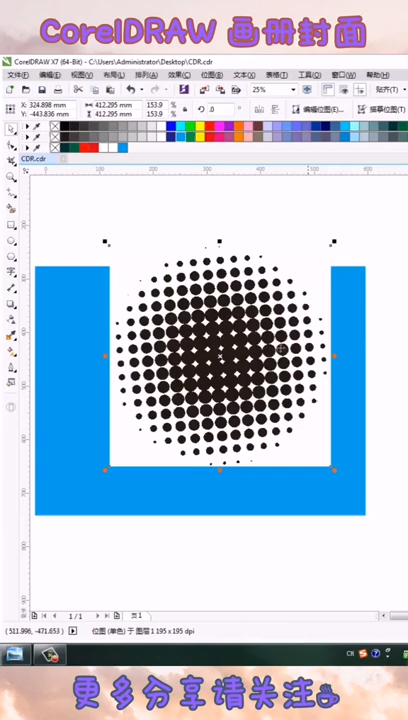 CorelDRAW 画册封面
CorelDRAW X7 (64-Bit) - C:\Users\Administrator\Desktop\CDR.cdr
文件(F) 编辑(E) 视图(V) 布局(L) 排列(A) 效果(C) 位图(B) 文本(X) 表格(T) 工具(O) 窗口(W) 帮助(H)
25% 贴齐(T)
X: 324.898 mm 412.295 mm 153.9 % .0 编辑位图(E)... 描摹位图(T)
Y: -443.836 mm 412.295 mm 153.9 %
CDR.cdr
1 / 1 页1
(511.996, -471.653) 位图 (单色) 于 图层 1 195 x 195 dpi
CH
更多分享请关注